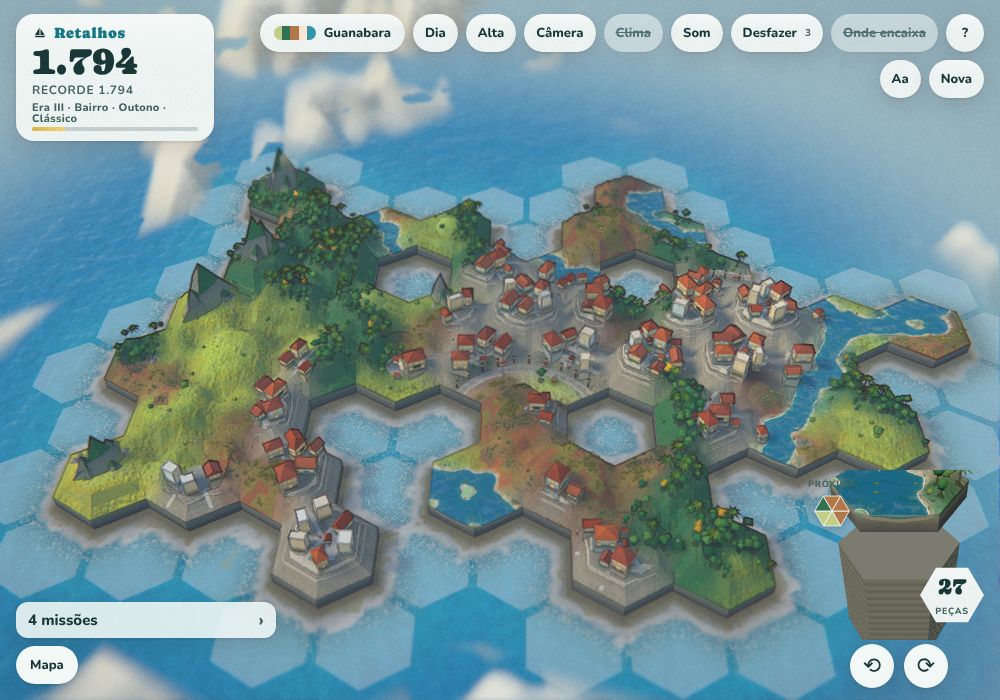 Retalhos
1.794
RECORDE 1.794
Era III · Bairro · Outono ·
Clássico
Guanabara
Dia
Alta
Câmera
Clima
Som
Desfazer 3
Onde encaixa
?
Aa
Nova
27
PEÇAS
4 missões ›
Mapa